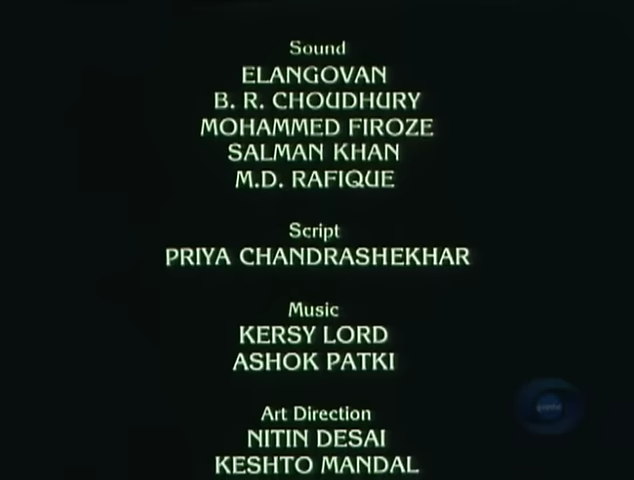 Sound
ELANGOVAN
B. R. CHOUDHURY
MOHAMMED FIROZE
SALMAN KHAN
M.D. RAFIQUE
Script
PRIYA CHANDRASHEKHAR
Music
KERSY LORD
ASHOK PATKI
Art Direction
NITIN DESAI
KESHTO MANDAL